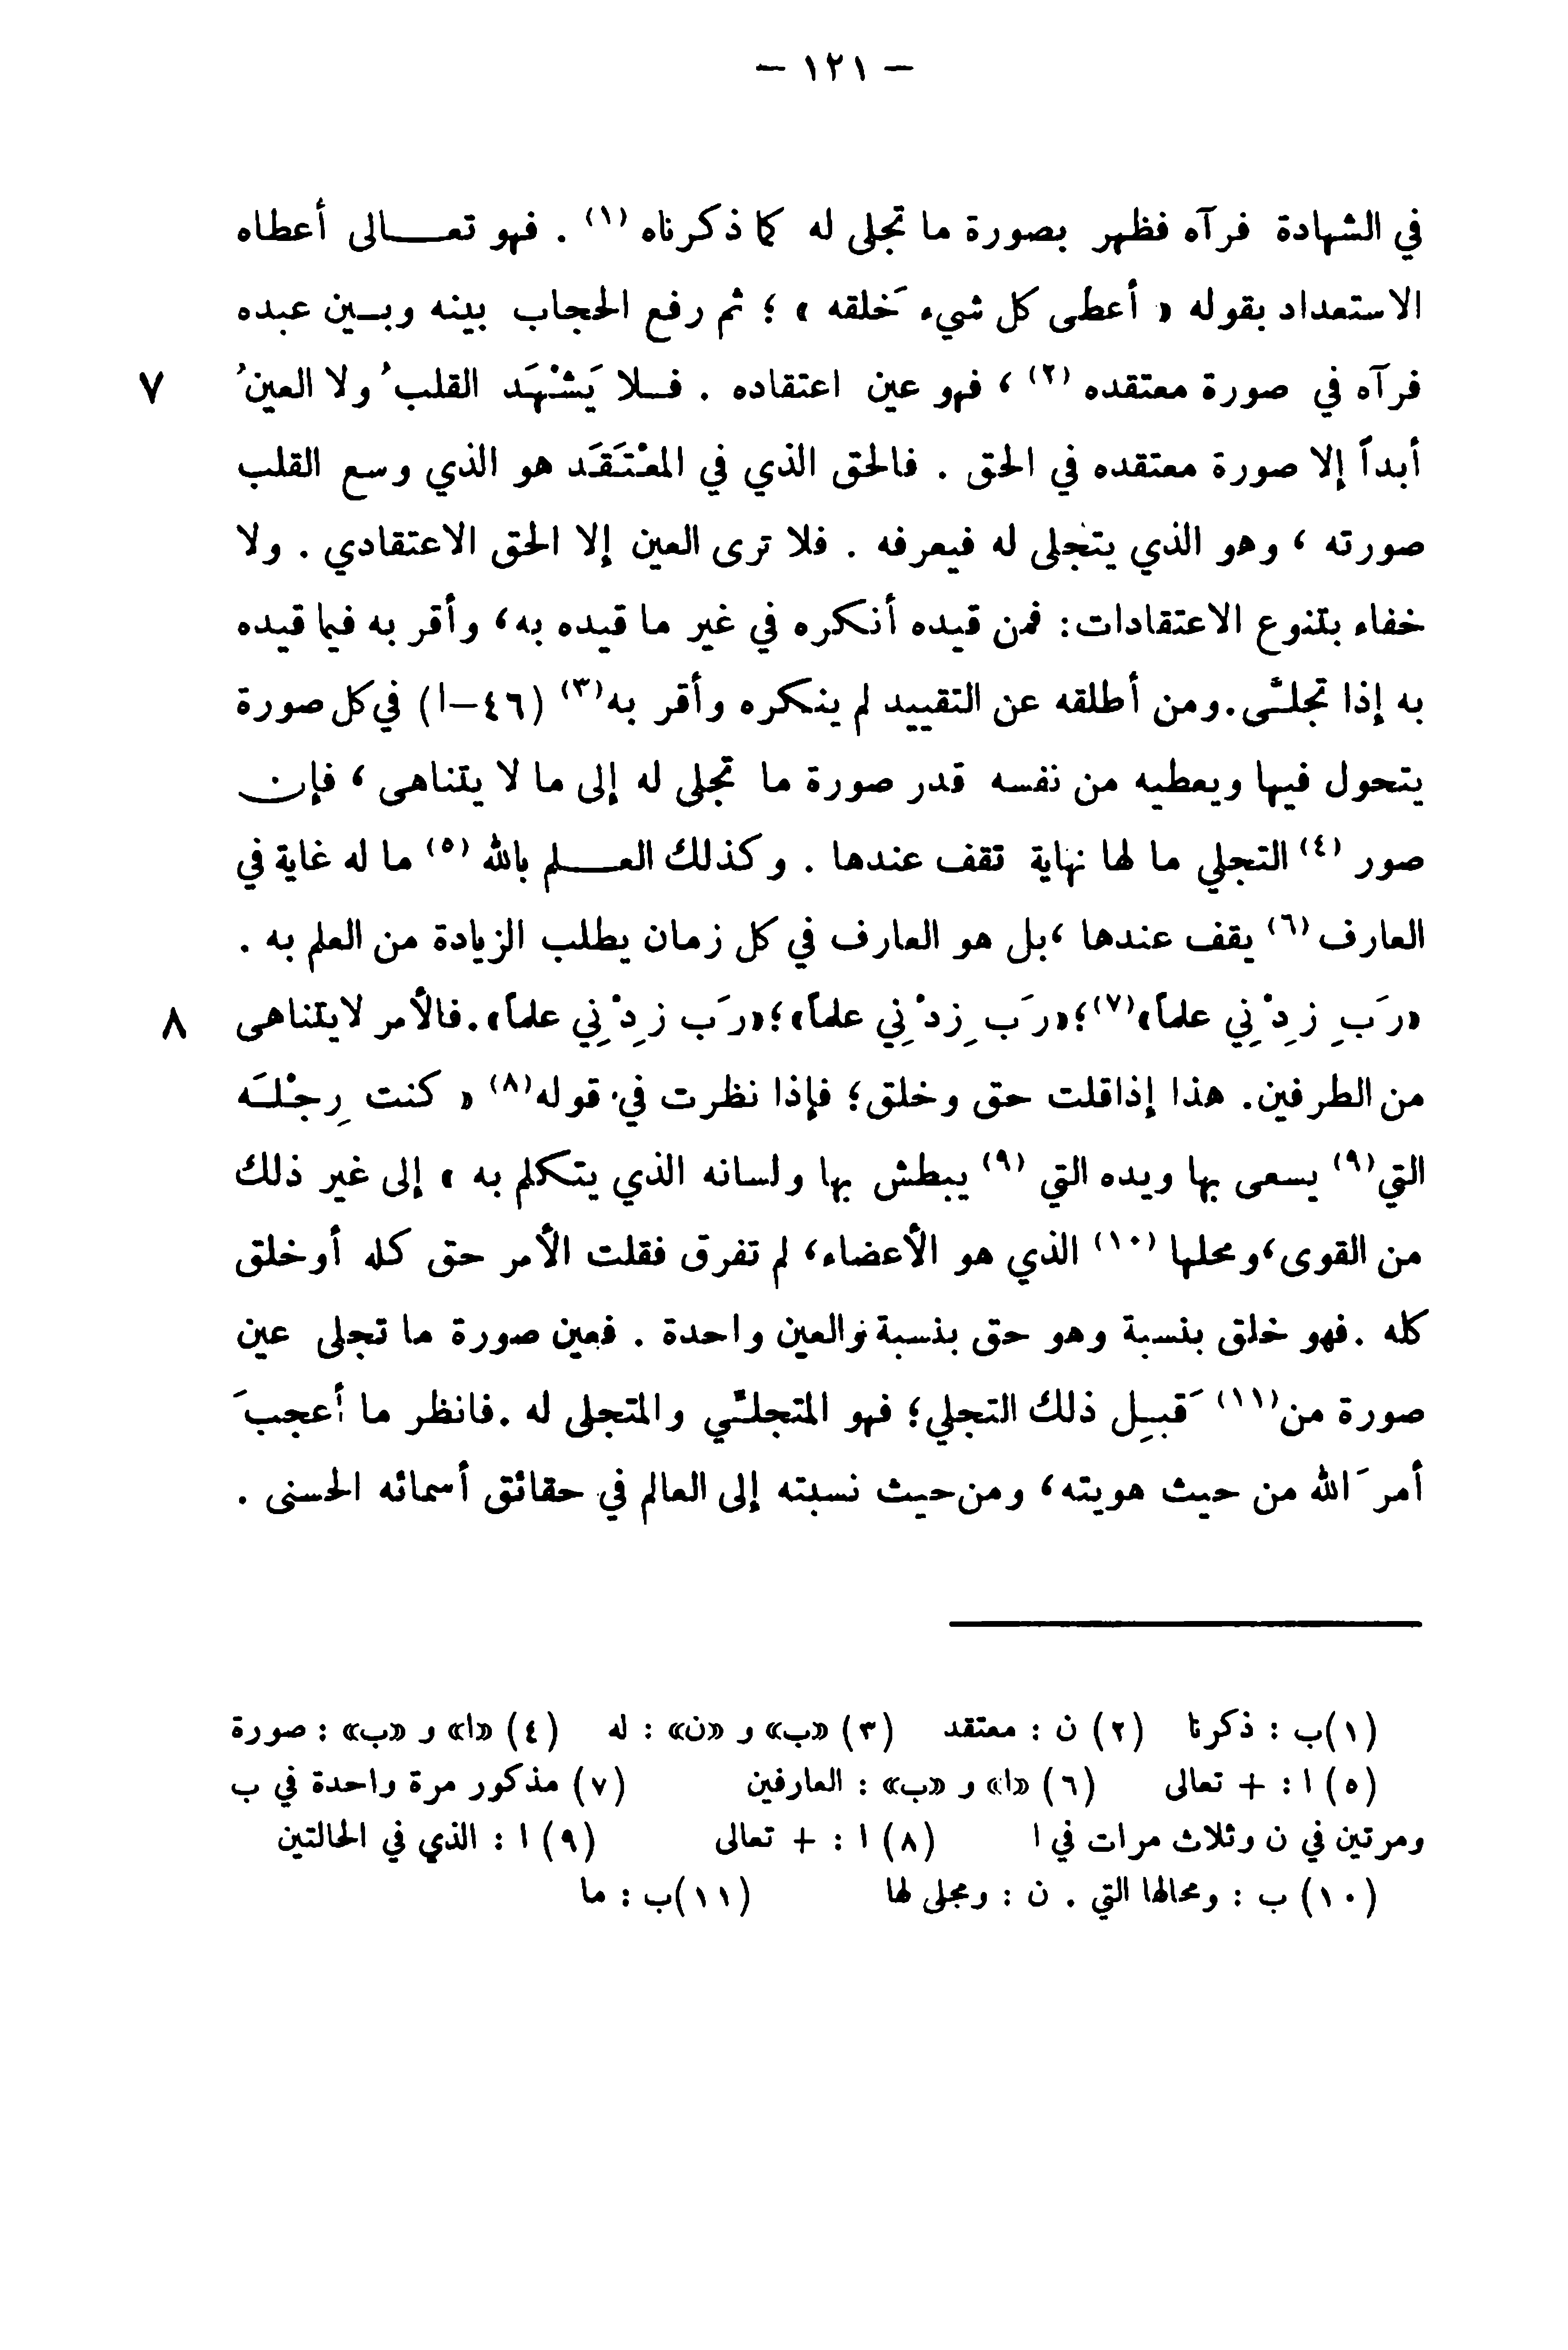 – ١٢١ –
في الشهادة فرآه فظهر بصورة ما تجلى له كما ذكرناه (١) . فهو تعـالى أعطاه
الاستعداد بقوله « أعطى كل شيء خَلقه » ؛ ثم رفع الحجاب بينه وبـين عبده
فرآه في صورة معتقده (٢) ، فهو عين اعتقاده . فـلا يَشْهَد القلبُ ولا العينُ ٧
أبداً إلا صورة معتقده في الحق . فالحق الذي في المعْتَقَد هو الذي وسع القلب
صورته ، وهو الذي يتجلى له فيعرفه . فلا ترى العين إلا الحق الاعتقادي . ولا
خفاء بتنوع الاعتقادات: فمن قيده أنكره في غير ما قيده به، وأقر به فيما قيده
به إذا تجلَّى.ومن أطلقه عن التقييد لم ينكره وأقر به(٣) (٤٦–ا) في كل صورة
يتحول فيها ويعطيه من نفسه قدر صورة ما تجلى له إلى ما لا يتناهى ، فإن
صور (٤) التجلي ما لها نهاية تقف عندها . وكذلك العـلم بالله (٥) ما له غاية في
العارف (٦) يقف عندها ،بل هو العارف في كل زمان يطلب الزيادة من العلم به .
«رَبِ زِدْنِي علماً»(٧)؛«رَبِ زدْنِي علماً»؛«رَب زِدْنِي علماً».فالأمر لايتناهى ٨
من الطرفين. هذا إذاقلت حق وخلق؛ فإذا نظرت في قوله(٨) « كنت رِجْلَه
التي(٩) يسعى بها ويده التي (٩) يبطش بها ولسانه الذي يتكلم به » إلى غير ذلك
من القوى،ومحلها (١٠) الذي هو الأعضاء، لم تفرق فقلت الأمر حق كله أوخلق
كله .فهو خلق بنسبة وهو حق بنسبة والعين واحدة . فعين صورة ما تجلى عين
صورة من(١١) قَبِل ذلك التجلي؛ فهو المتجلِّي والمتجلى له .فانظر ما أعجبَ
أمرَ الله من حيث هويته، ومن حيث نسبته إلى العالم في حقائق أسمائه الحسنى .
(١)ب : ذكرنا (٢) ن : معتقد (٣) «ب» و «ن» : له (٤) «ا» و «ب» : صورة
(٥) ا : + تعالى (٦) «ا» و «ب» : العارفين (٧) مذكور مرة واحدة في ب
ومرتين في ن وثلاث مرات في ا (٨) ا : + تعالى (٩) ا : الذي في الحالتين
(١٠) ب : ومحالها التي . ن : ومجلى لها (١١)ب : ما